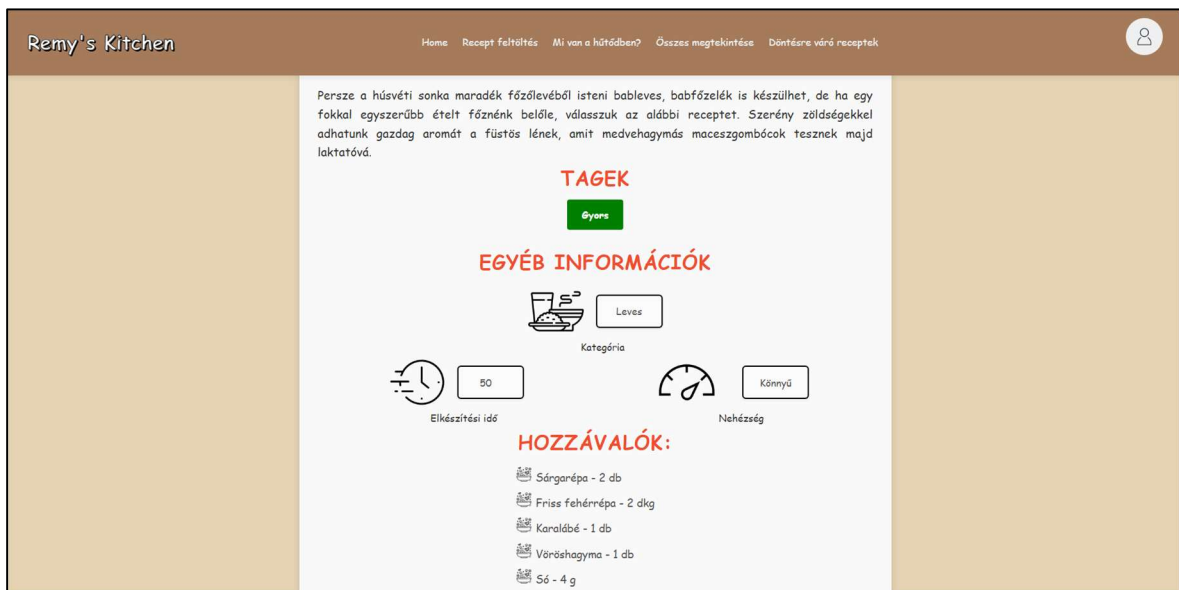 Remy's Kitchen
Home Recept feltöltés Mi van a hűtődben? Összes megtekintése Döntésre váró receptek
Persze a húsvéti sonka maradék főzőlevéből isteni bableves, babfőzelék is készülhet, de ha egy
fokkal egyszerűbb ételt főznénk belőle, válasszuk az alábbi receptet. Szerény zöldségekkel
adhatunk gazdag aromát a füstös lének, amit medvehagymás maceszgombócok tesznek majd
laktatóvá.
TAGEK
Gyors
EGYÉB INFORMÁCIÓK
Leves
Kategória
50
Könnyű
Elkészítési idő
Nehézség
HOZZÁVALÓK:
Sárgarépa - 2 db
Friss fehérrépa - 2 dkg
Karalábé - 1 db
Vöröshagyma - 1 db
Só - 4 g